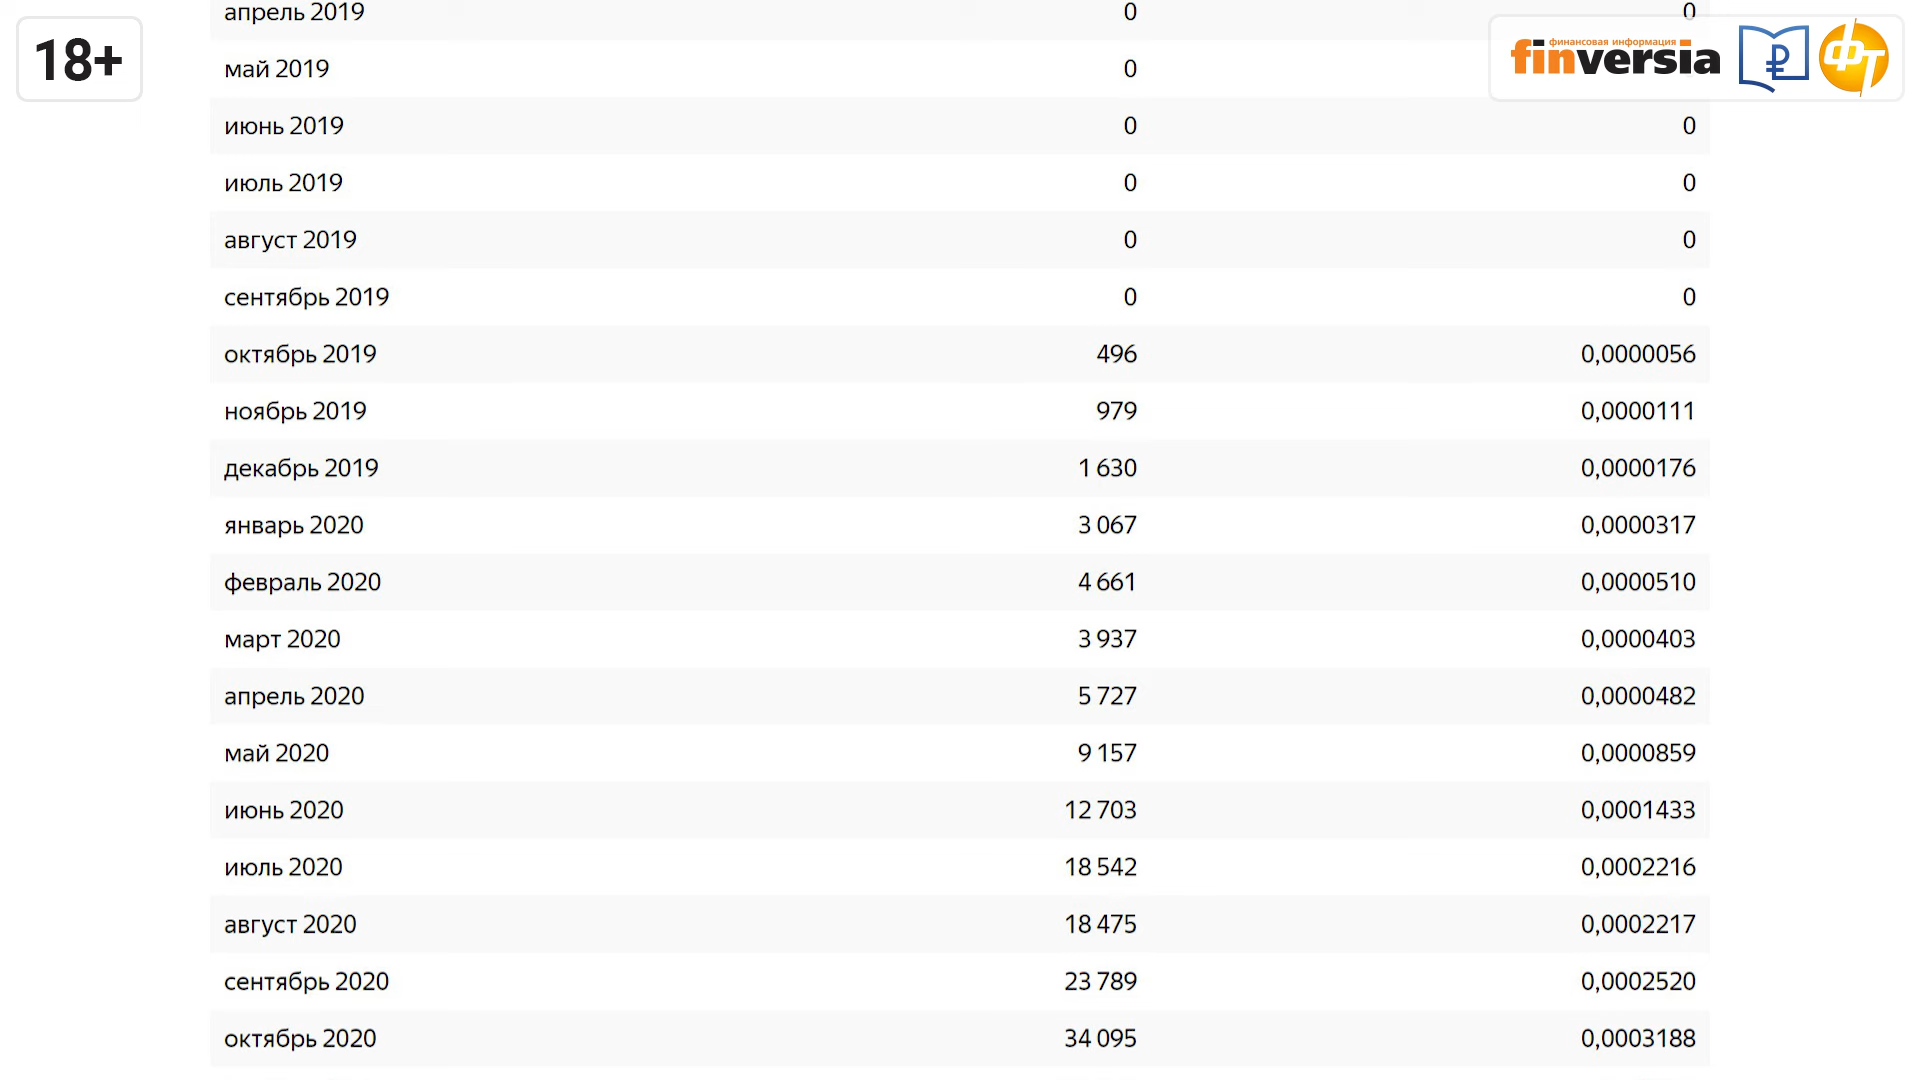 18+
финансовая информация
finversia
ФТ
апрель 2019 0 0
май 2019 0
июнь 2019 0 0
июль 2019 0 0
август 2019 0 0
сентябрь 2019 0 0
октябрь 2019 496 0,0000056
ноябрь 2019 979 0,0000111
декабрь 2019 1 630 0,0000176
январь 2020 3 067 0,0000317
февраль 2020 4 661 0,0000510
март 2020 3 937 0,0000403
апрель 2020 5 727 0,0000482
май 2020 9 157 0,0000859
июнь 2020 12 703 0,0001433
июль 2020 18 542 0,0002216
август 2020 18 475 0,0002217
сентябрь 2020 23 789 0,0002520
октябрь 2020 34 095 0,0003188